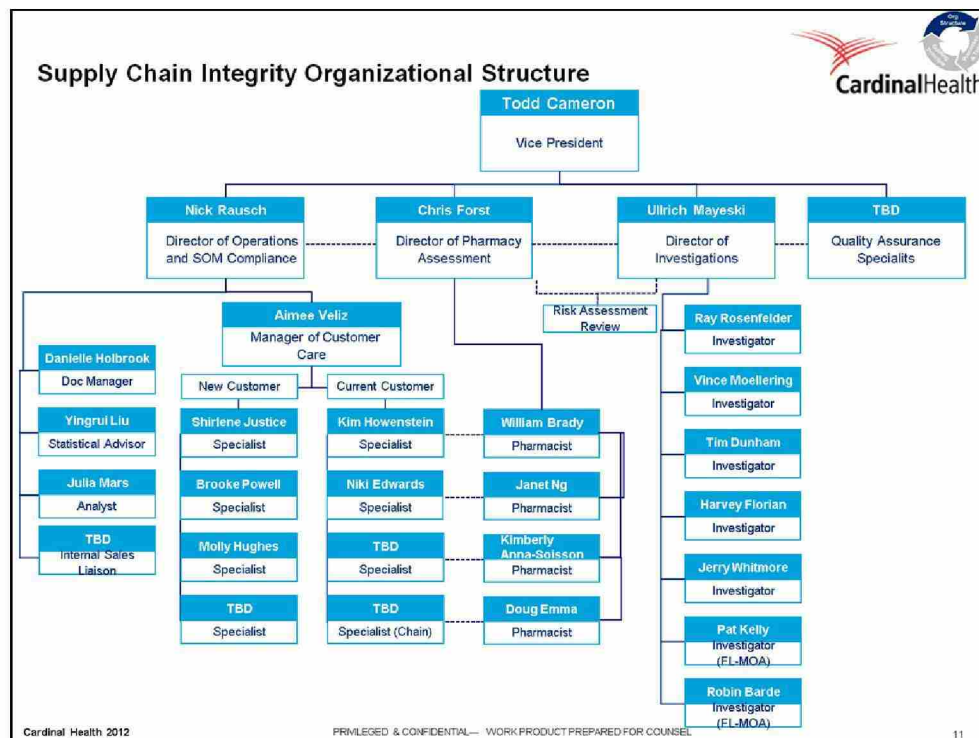 Supply Chain Integrity Organizational Structure
Org
Structure
CardinalHealth
Todd Cameron
Vice President
Nick Rausch
Director of Operations
and SOM Compliance
Chris Forst
Director of Pharmacy
Assessment
Ullrich Mayeski
Director of
Investigations
TBD
Quality Assurance
Specialits
Risk Assessment
Review
Aimee Veliz
Manager of Customer
Care
New Customer
Current Customer
Danielle Holbrook
Doc Manager
Yingrui Liu
Statistical Advisor
Julia Mars
Analyst
TBD
Internal Sales
Liaison
Shirlene Justice
Specialist
Brooke Powell
Specialist
Molly Hughes
Specialist
TBD
Specialist
Kim Howenstein
Specialist
Niki Edwards
Specialist
TBD
Specialist
TBD
Specialist (Chain)
William Brady
Pharmacist
Janet Ng
Pharmacist
Kimberly
Anna-Soisson
Pharmacist
Doug Emma
Pharmacist
Ray Rosenfelder
Investigator
Vince Moellering
Investigator
Tim Dunham
Investigator
Harvey Florian
Investigator
Jerry Whitmore
Investigator
Pat Kelly
Investigator
(FL-MOA)
Robin Barde
Investigator
(FL-MOA)
Cardinal Health 2012
PRIVILEGED & CONFIDENTIAL— WORK PRODUCT PREPARED FOR COUNSEL
11